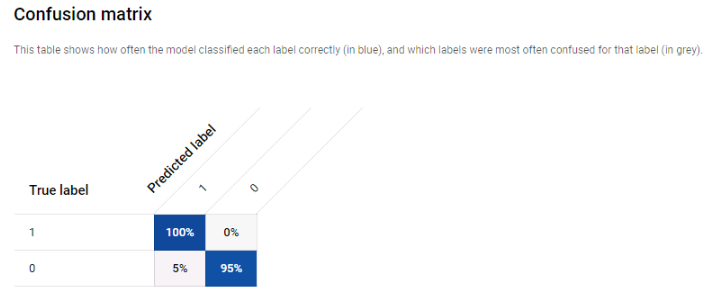 Confusion matrix
This table shows how often the model classified each label correctly (in blue), and which labels were most often confused for that label (in grey).
Predicted label
True label 1 0
1 100% 0%
0 5% 95%